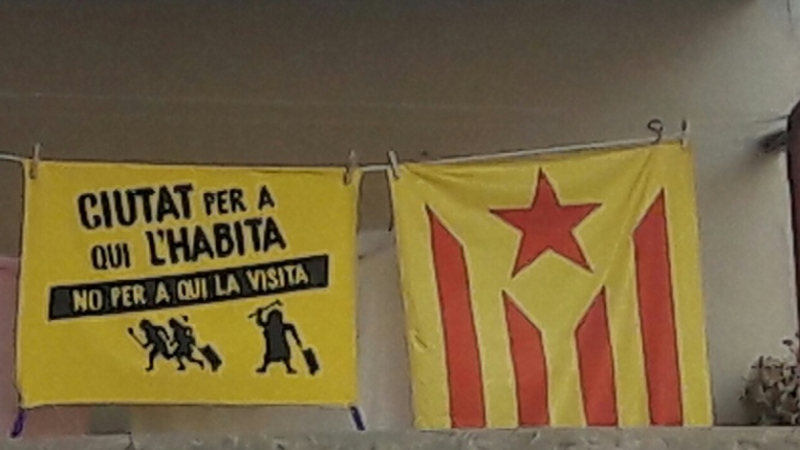 CIUTAT PER A
QUI L'HABITA
NO PER A QUI LA VISITA